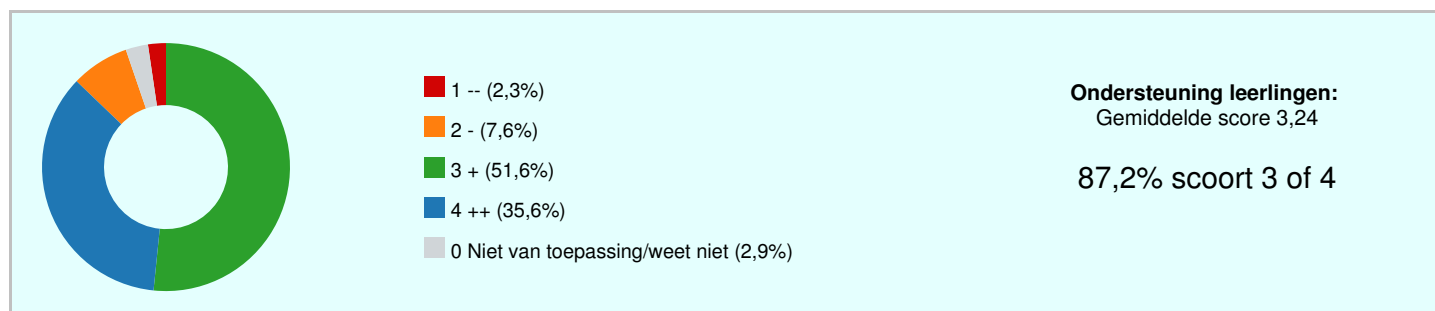 1 -- (2,3%)
2 - (7,6%)
3 + (51,6%)
4 ++ (35,6%)
0 Niet van toepassing/weet niet (2,9%)
Ondersteuning leerlingen:
Gemiddelde score 3,24
87,2% scoort 3 of 4